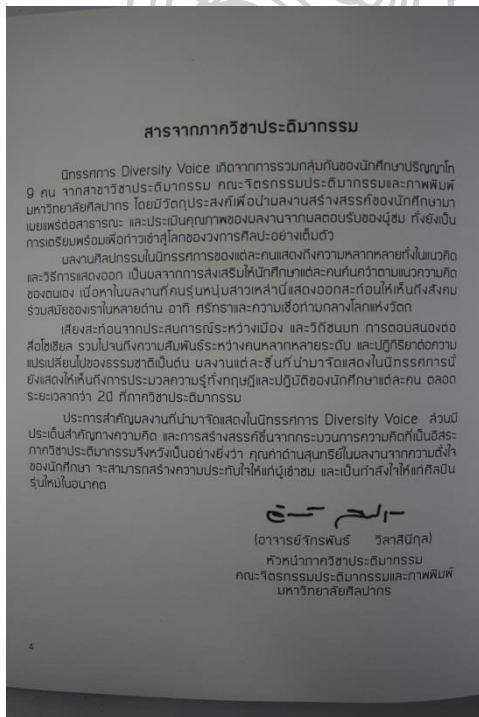 สารจากภาควิชาประติมากรรม
นิทรรศการ Diversity Voice เกิดจากการรวมกลุ่มกันของนักศึกษาปริญญาโท
9 คน จากสาขาวิชาประติมากรรม คณะจิตรกรรมประติมากรรมและภาพพิมพ์
มหาวิทยาลัยศิลปากร โดยมีวัตถุประสงค์เพื่อนำผลงานสร้างสรรค์ของนักศึกษามา
เผยแพร่ต่อสาธารณะ และประเมินคุณภาพของผลงานจากผลตอบรับของผู้ชม ทั้งยังเป็น
การเตรียมพร้อมเพื่อก้าวเข้าสู่โลกของวงการศิลปะอย่างเต็มตัว
ผลงานศิลปกรรมในนิทรรศการของแต่ละคนแสดงถึงความหลากหลายทั้งในแนวคิด
และวิธีการแสดงออก เป็นผลจากการส่งเสริมให้นักศึกษาแต่ละคนค้นคว้าตามแนวความคิด
ของตนเอง เนื้อหาในผลงานที่คนรุ่นหนุ่มสาวเหล่านี้แสดงออกสะท้อนให้เห็นถึงสังคม
ร่วมสมัยของเราในหลายด้าน อาทิ ศรัทธาและความเชื่อท่ามกลางโลกแห่งวัตถุ
เสียงสะท้อนจากประสบการณ์ระหว่างเมือง และวิถีชนบท การตอบสนองต่อ
สื่อโซเชียล รวมไปจนถึงความสัมพันธ์ระหว่างคนหลากหลายระดับ และปฏิกิริยาต่อความ
แปรเปลี่ยนไปของธรรมชาติเป็นต้น ผลงานแต่ละชิ้นที่นำมาจัดแสดงในนิทรรศการนี้
ยังแสดงให้เห็นถึงการประมวลความรู้ทั้งทฤษฎีและปฏิบัติของนักศึกษาแต่ละคน ตลอด
ระยะเวลากว่า 2ปี ที่ภาควิชาประติมากรรม
ประการสำคัญผลงานที่นำมาจัดแสดงในนิทรรศการ Diversity Voice ล้วนมี
ประเด็นสำคัญทางความคิด และการสร้างสรรค์ขึ้นจากกระบวนการความคิดที่เป็นอิสระ
ภาควิชาประติมากรรมจึงหวังเป็นอย่างยิ่งว่า คุณค่าด้านสุนทรีย์ในผลงานจากความตั้งใจ
ของนักศึกษา จะสามารถสร้างความประทับใจให้แก่ผู้เข้าชม และเป็นกำลังใจให้แก่ศิลปิน
รุ่นใหม่ในอนาคต
(อาจารย์จักรพันธ์ วิลาสินีกุล)
หัวหน้าภาควิชาประติมากรรม
คณะจิตรกรรมประติมากรรมและภาพพิมพ์
มหาวิทยาลัยศิลปากร
4